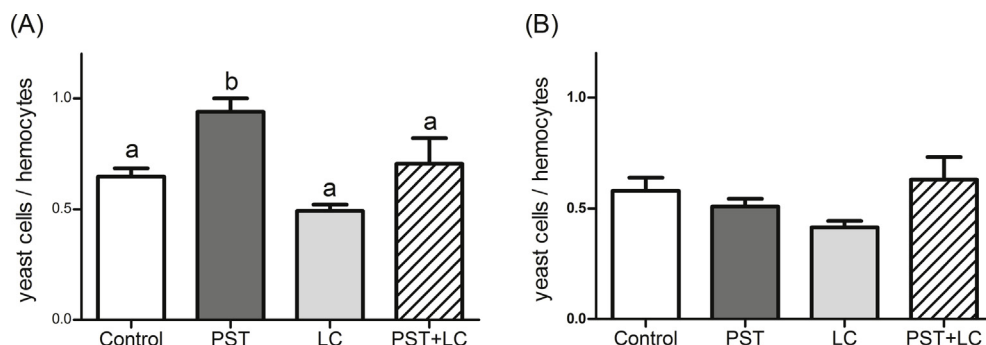 (A)
yeast cells / hemocytes
1.0
0.5
0.0
a
b
a
a
Control
PST
LC
PST+LC
(B)
yeast cells / hemocytes
1.0
0.5
0.0
Control
PST
LC
PST+LC